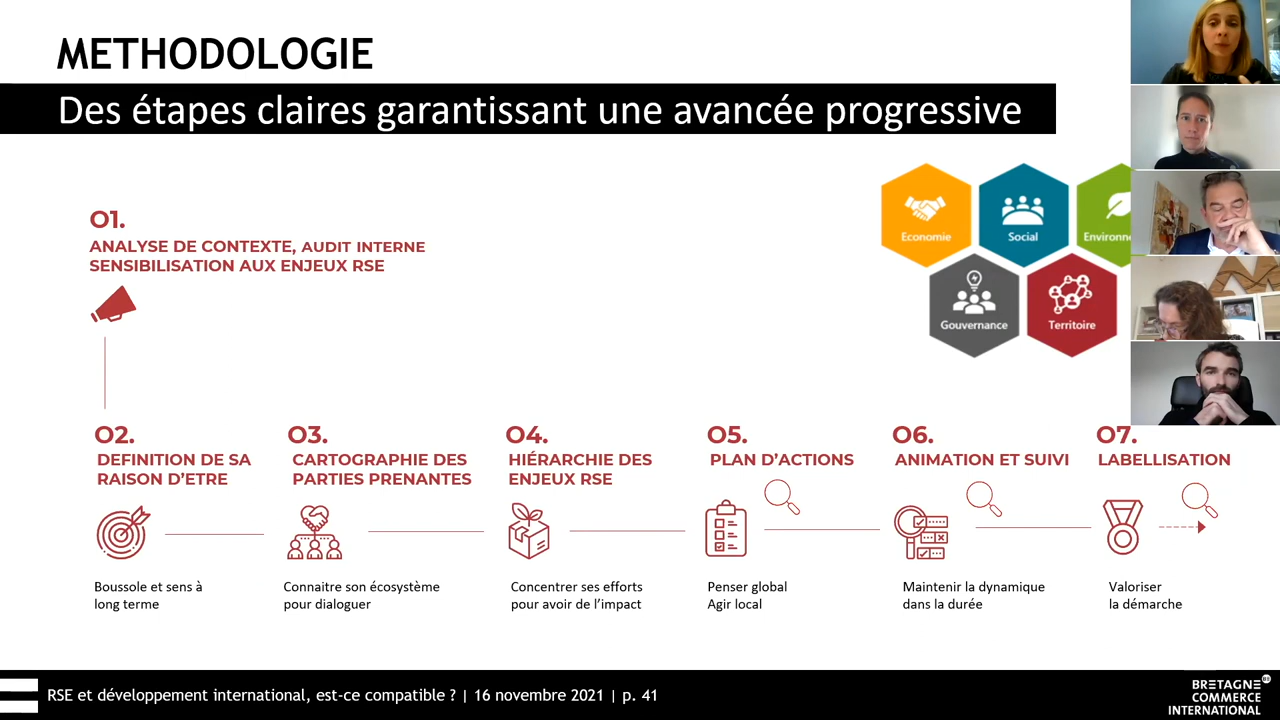 METHODOLOGIE
Des étapes claires garantissant une avancée progressive
O1.
ANALYSE DE CONTEXTE, AUDIT INTERNE
SENSIBILISATION AUX ENJEUX RSE
Economie
Social
Environne
Gouvernance
Territoire
O2.
DEFINITION DE SA
RAISON D’ETRE
Boussole et sens à
long terme
O3.
CARTOGRAPHIE DES
PARTIES PRENANTES
Connaitre son écosystème
pour dialoguer
O4.
HIÉRARCHIE DES
ENJEUX RSE
Concentrer ses efforts
pour avoir de l’impact
O5.
PLAN D’ACTIONS
Penser global
Agir local
O6.
ANIMATION ET SUIVI
Maintenir la dynamique
dans la durée
O7.
LABELLISATION
Valoriser
la démarche
RSE et développement international, est-ce compatible ? | 16 novembre 2021 | p. 41
BRETAGNE
COMMERCE
INTERNATIONAL